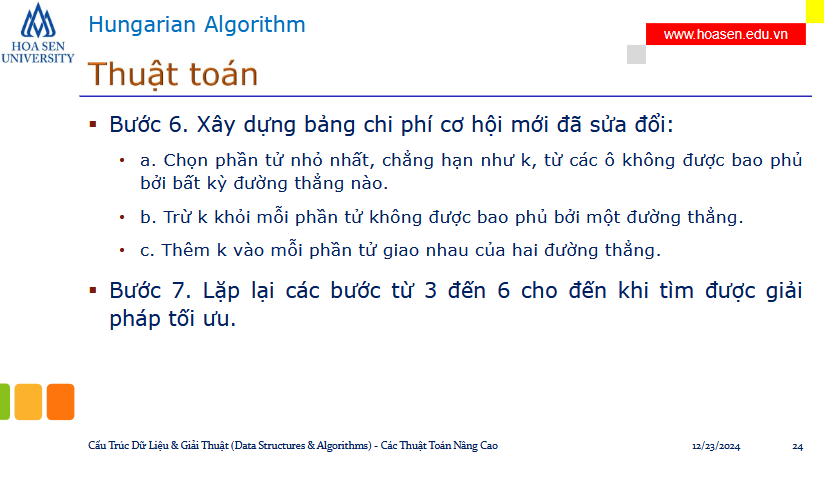 Hungarian Algorithm
www.hoasen.edu.vn
HOA SEN
UNIVERSITY
Thuật toán
▪ Bước 6. Xây dựng bảng chi phí cơ hội mới đã sửa đổi:
• a. Chọn phần tử nhỏ nhất, chẳng hạn như k, từ các ô không được bao phủ
bởi bất kỳ đường thẳng nào.
• b. Trừ k khỏi mỗi phần tử không được bao phủ bởi một đường thẳng.
• c. Thêm k vào mỗi phần tử giao nhau của hai đường thẳng.
▪ Bước 7. Lặp lại các bước từ 3 đến 6 cho đến khi tìm được giải
pháp tối ưu.
Cấu Trúc Dữ Liệu & Giải Thuật (Data Structures & Algorithms) - Các Thuật Toán Nâng Cao 12/23/2024 24